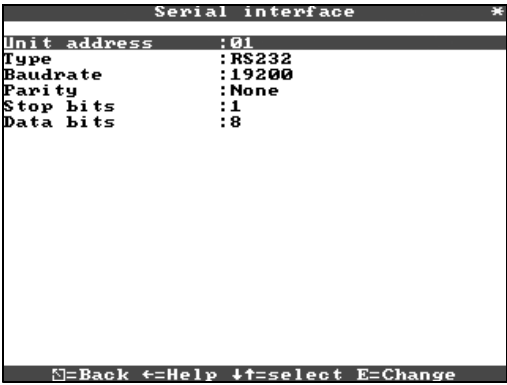 Serial interface *
Unit address :01
Type :RS232
Baudrate :19200
Parity :None
Stop bits :1
Data bits :8
⇱=Back ←=Help ↓↑=select E=Change